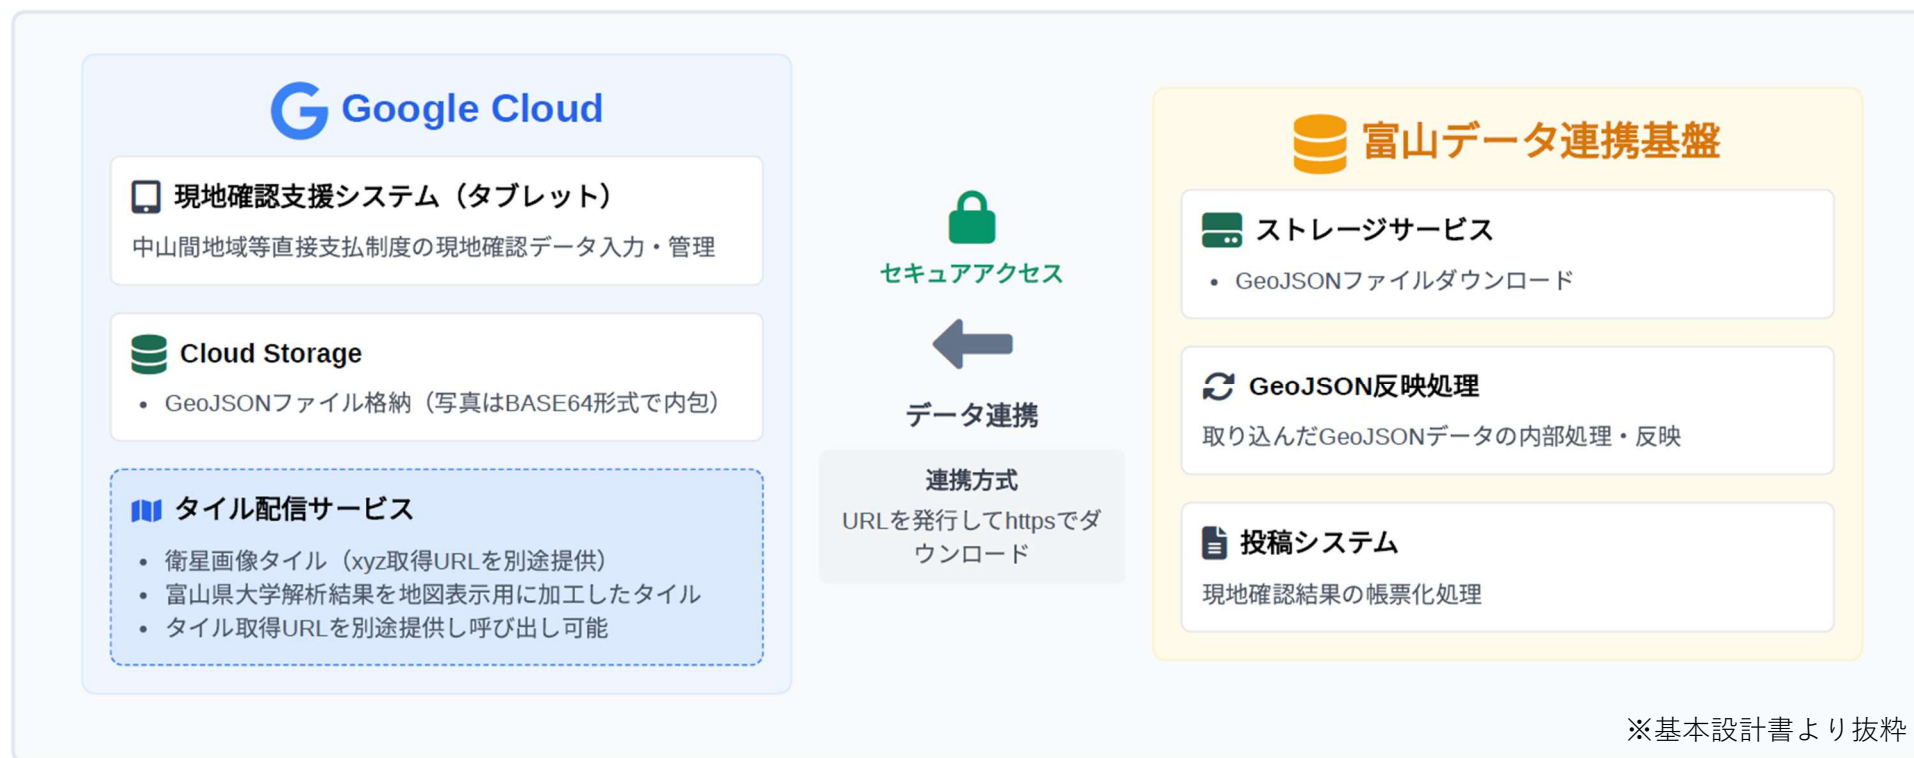 Google Cloud
現地確認支援システム（タブレット）
中山間地域等直接支払制度の現地確認データ入力・管理
Cloud Storage
• GeoJSONファイル格納（写真はBASE64形式で内包）
タイル配信サービス
• 衛星画像タイル（xyz取得URLを別途提供）
• 富山県大学解析結果を地図表示用に加工したタイル
• タイル取得URLを別途提供し呼び出し可能
セキュアアクセス
データ連携
連携方式
URLを発行してhttpsでダ
ウンロード
富山データ連携基盤
ストレージサービス
• GeoJSONファイルダウンロード
GeoJSON反映処理
取り込んだGeoJSONデータの内部処理・反映
投稿システム
現地確認結果の帳票化処理
※基本設計書より抜粋